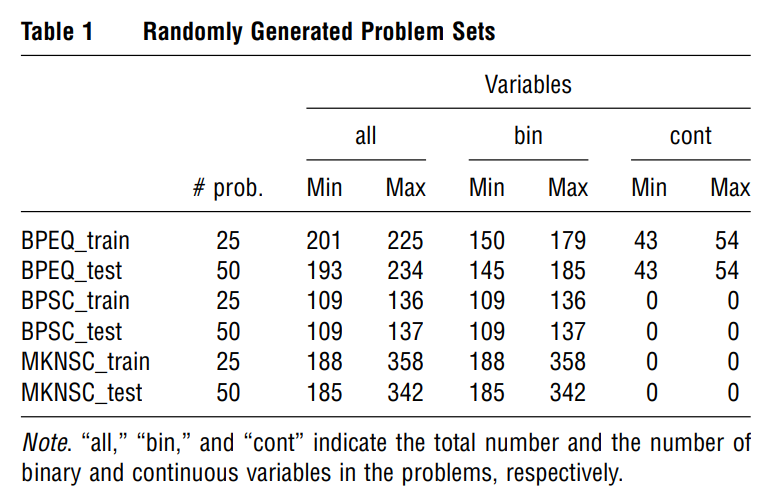 Table 1 Randomly Generated Problem Sets
Variables
all bin cont
# prob. Min Max Min Max Min Max
BPEQ_train 25 201 225 150 179 43 54
BPEQ_test 50 193 234 145 185 43 54
BPSC_train 25 109 136 109 136 0 0
BPSC_test 50 109 137 109 137 0 0
MKNSC_train 25 188 358 188 358 0 0
MKNSC_test 50 185 342 185 342 0 0
Note. “all,” “bin,” and “cont” indicate the total number and the number of
binary and continuous variables in the problems, respectively.